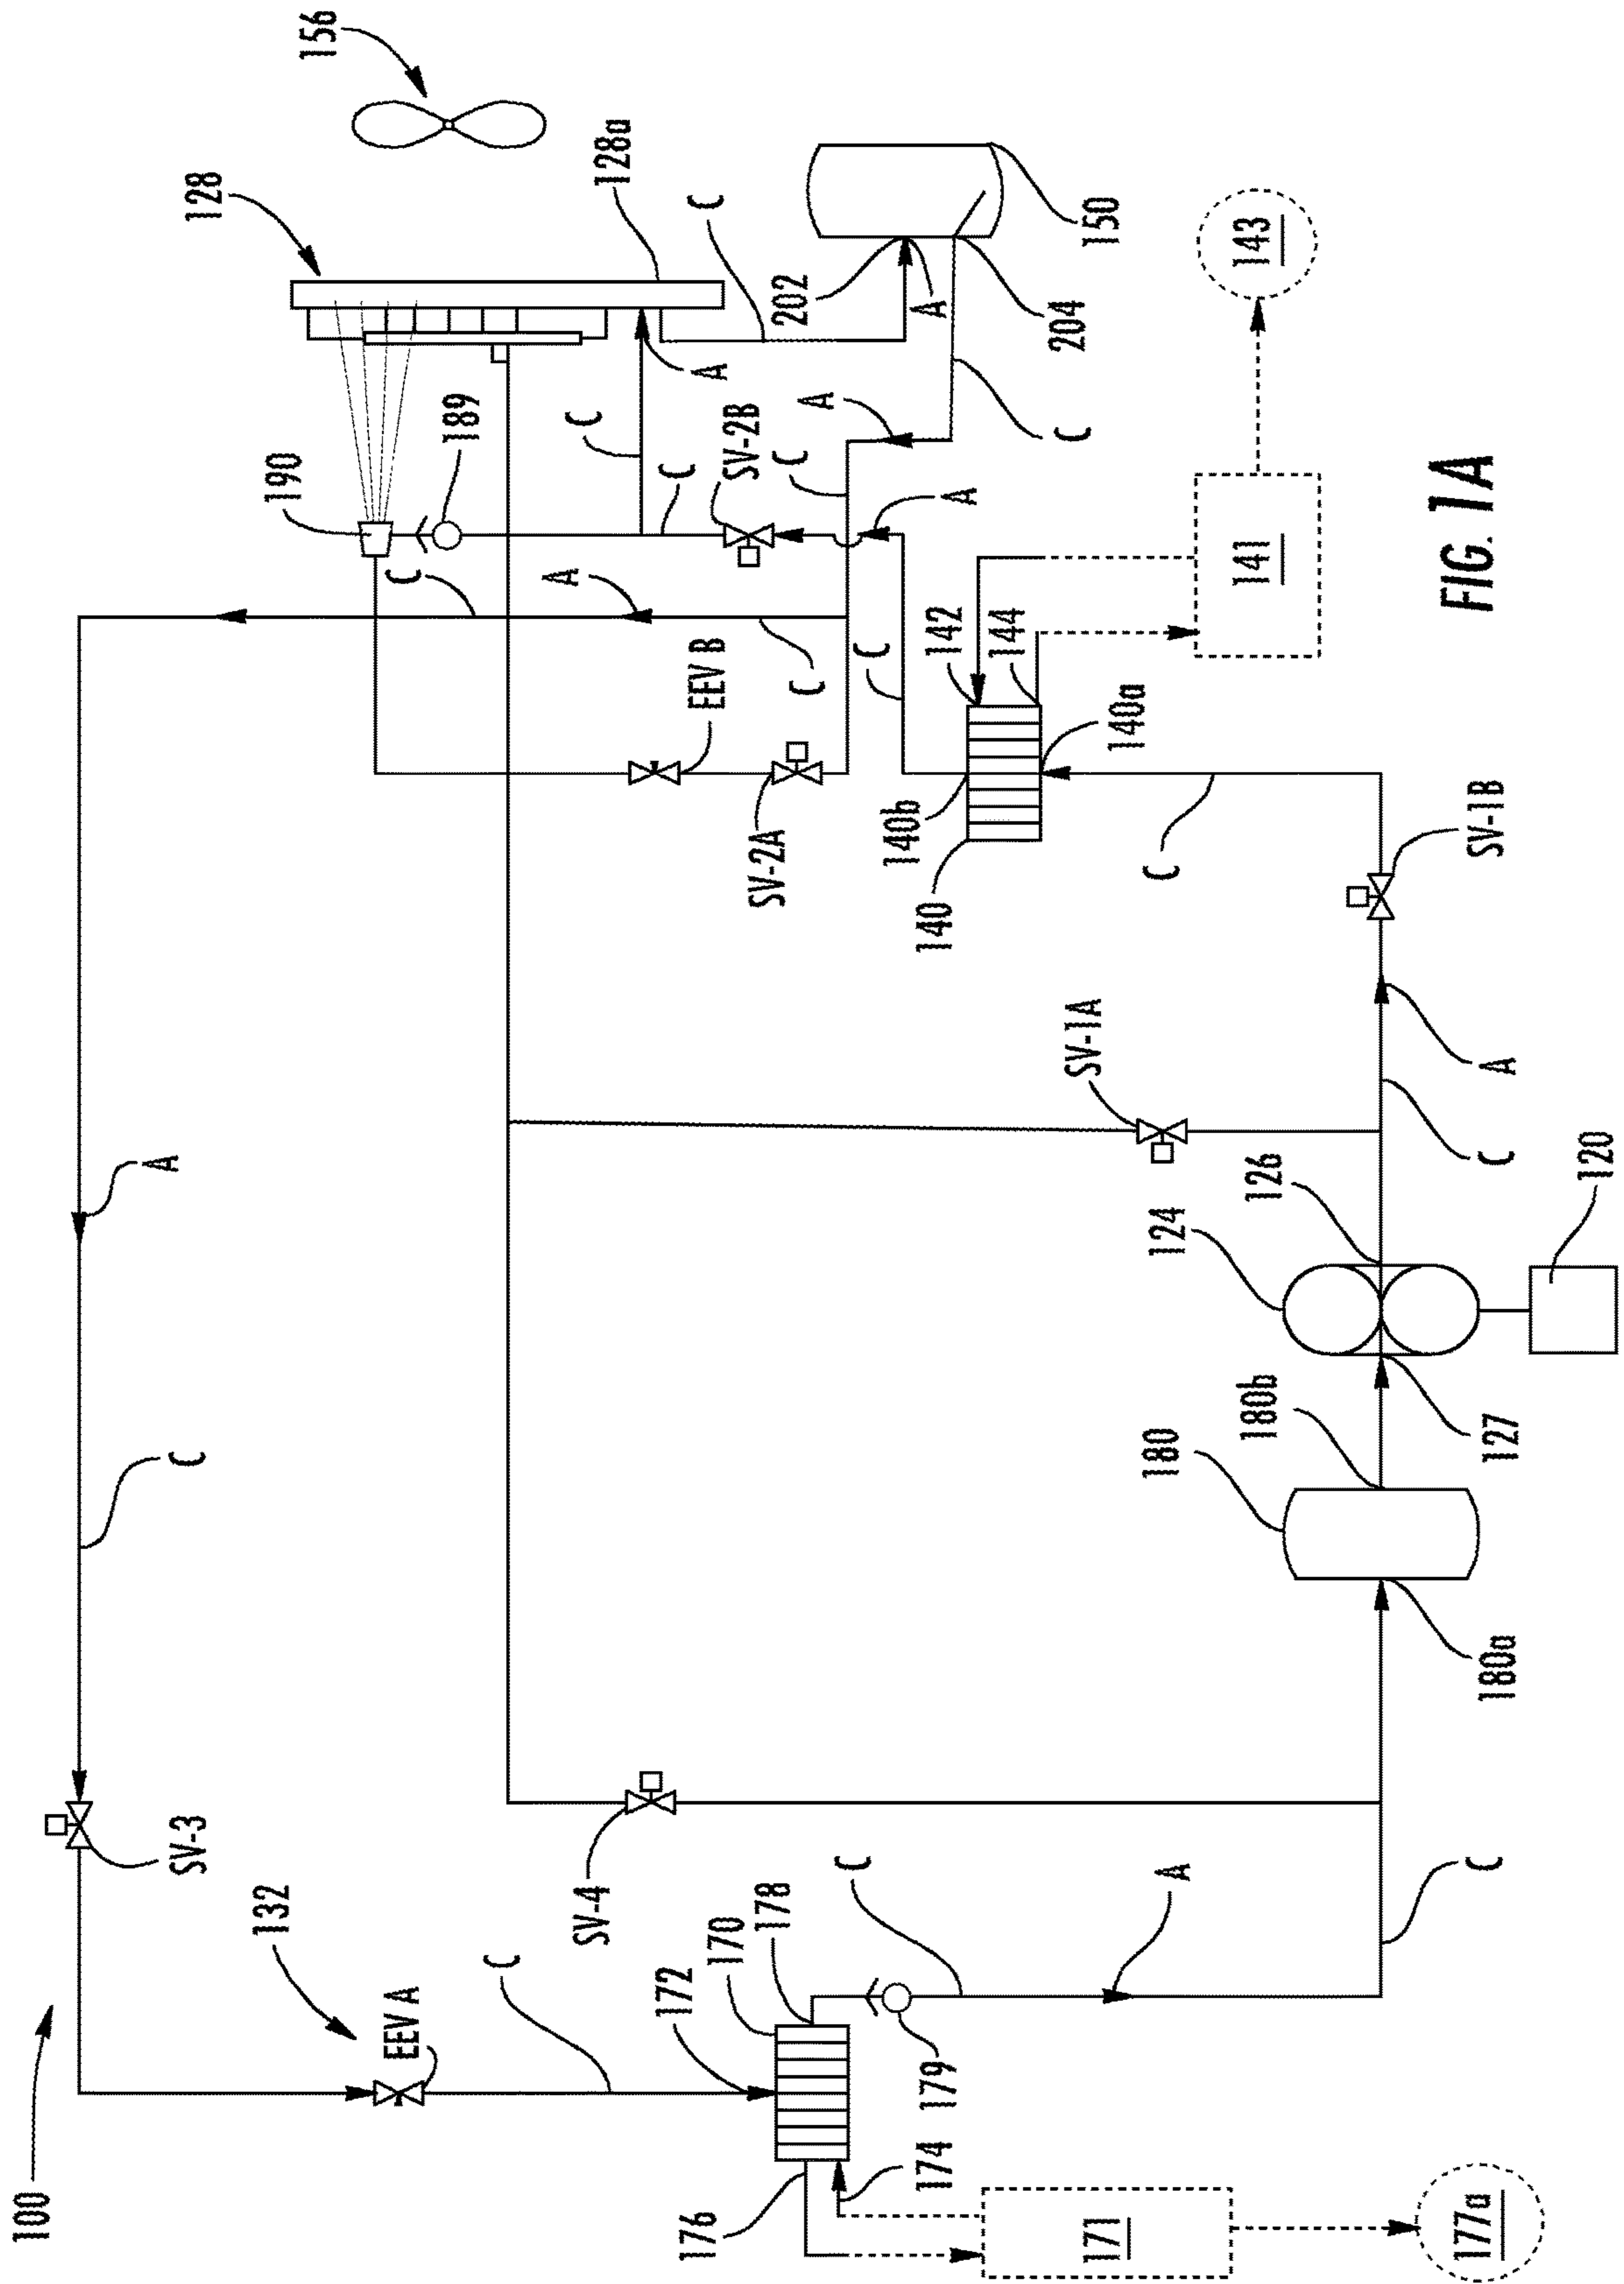 100
SV-3
C
A
128
132
190
156
EEV A
C
189
C
A
C
128a
SV-4
172
C
176
EEV B
A
C
170
SV-2B
178
SV-2A
C
202
C
A
C
C
140b
A
174
179
140
142
A
144
C
204
SV-1A
150
171
140a
A
180
124
C
180b
126
141
143
177a
C
180a
127
C
A
SV-1B
FIG. 1A
120